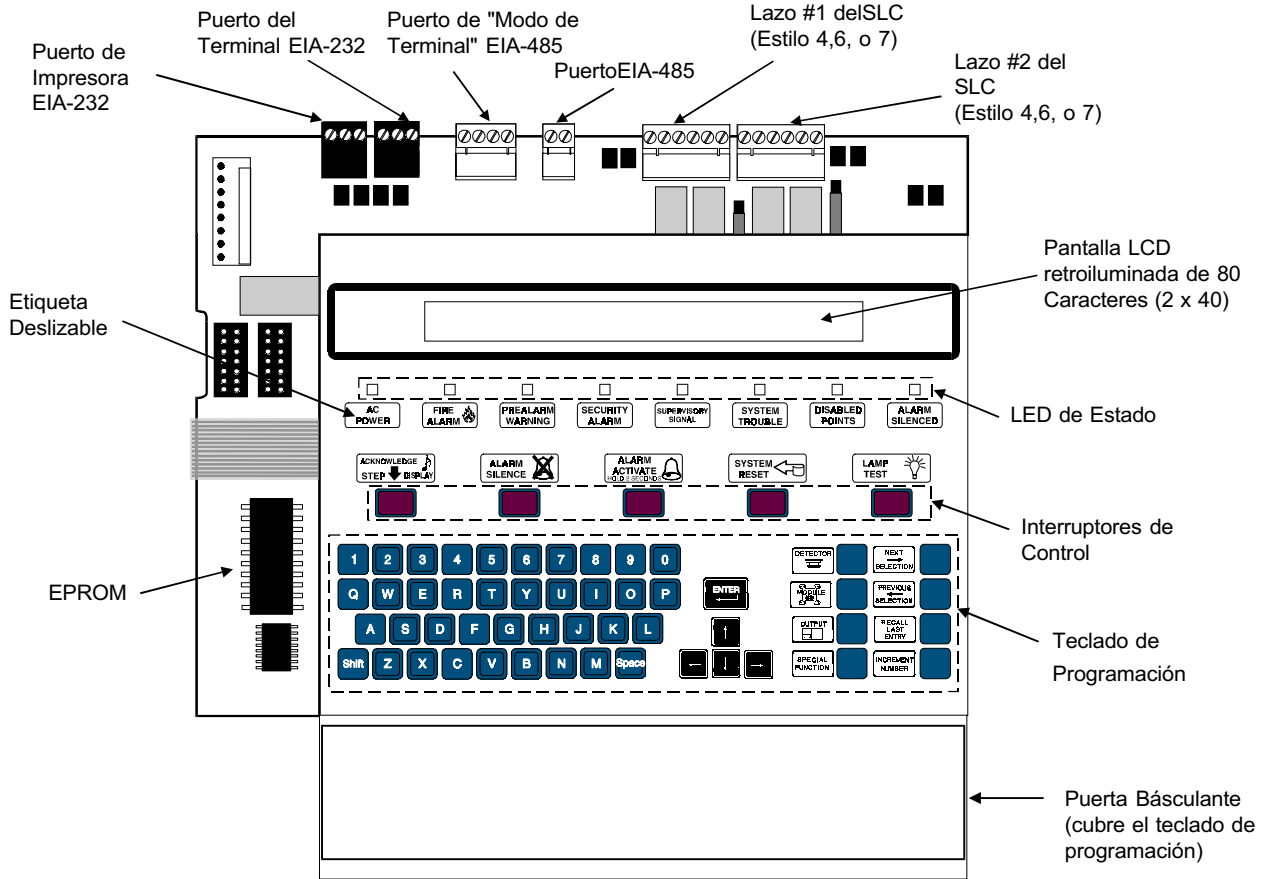 Puerto de
Impresora
EIA-232
Puerto del
Terminal EIA-232
Puerto de "Modo de
Terminal" EIA-485
PuertoEIA-485
Lazo #1 delSLC
(Estilo 4,6, o 7)
Lazo #2 del
SLC
(Estilo 4,6, o 7)
Pantalla LCD
retroiluminada de 80
Caracteres (2 x 40)
Etiqueta
Deslizable
AC
POWER
FIRE
ALARM
PREALARM
WARNING
SECURITY
ALARM
SUPERVISORY
SIGNAL
SYSTEM
TROUBLE
DISABLED
POINTS
ALARM
SILENCED
LED de Estado
ACKNOWLEDGE
STEP DISPLAY
ALARM
SILENCE
ALARM
ACTIVATE
HOLD 2 SECONDS
SYSTEM
RESET
LAMP
TEST
Interruptores de
Control
EPROM
1 2 3 4 5 6 7 8 9 0
Q W E R T Y U I O P
A S D F G H J K L
Shift Z X C V B N M Space
ENTER
↑
← ↓ →
DETECTOR
NEXT
SELECTION
MODULE
PREVIOUS
SELECTION
OUTPUT
RECALL
LAST
ENTRY
SPECIAL
FUNCTION
INCREMENT
NUMBER
Teclado de
Programación
Puerta Básculante
(cubre el teclado de
programación)